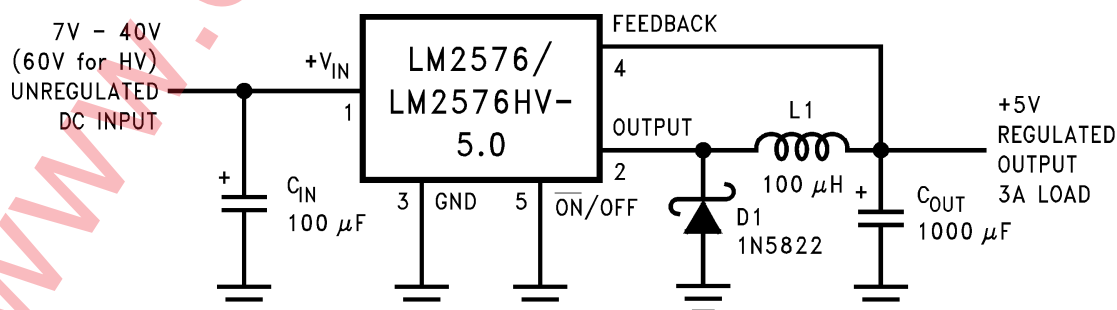 7V - 40V
(60V for HV)
UNREGULATED
DC INPUT
+VIN
1
CIN
100 µF
+
LM2576/
LM2576HV-
5.0
3 GND
5 ON/OFF
FEEDBACK
4
OUTPUT
2
L1
100 µH
D1
1N5822
+
COUT
1000 µF
+5V
REGULATED
OUTPUT
3A LOAD
www.